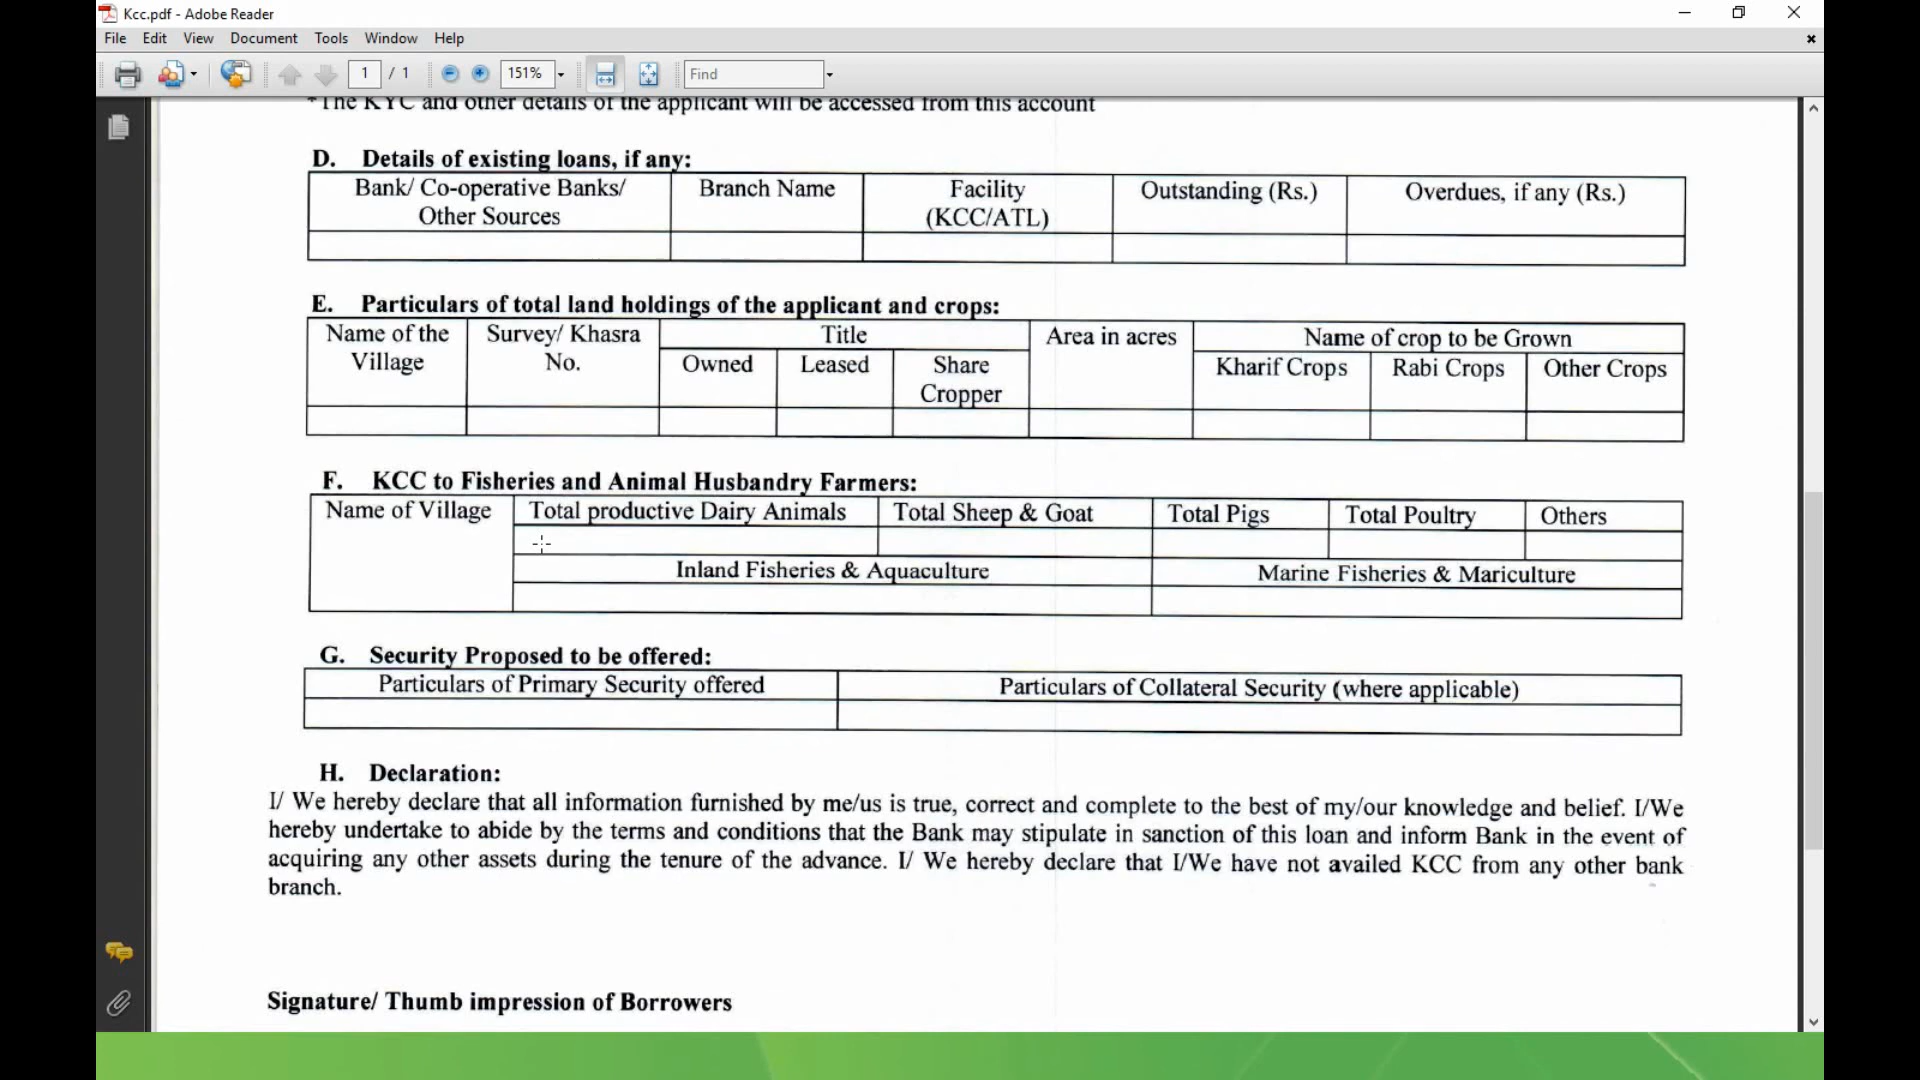 Kcc.pdf - Adobe Reader
File Edit View Document Tools Window Help
1 / 1 151% Find
*The KYC and other details of the applicant will be accessed from this account
D. Details of existing loans, if any:
Bank/ Co-operative Banks/ Other Sources
Branch Name
Facility (KCC/ATL)
Outstanding (Rs.)
Overdues, if any (Rs.)
E. Particulars of total land holdings of the applicant and crops:
Name of the Village
Survey/ Khasra No.
Title
Owned Leased Share Cropper
Area in acres
Name of crop to be Grown
Kharif Crops Rabi Crops Other Crops
F. KCC to Fisheries and Animal Husbandry Farmers:
Name of Village Total productive Dairy Animals Total Sheep & Goat Total Pigs Total Poultry Others
Inland Fisheries & Aquaculture Marine Fisheries & Mariculture
G. Security Proposed to be offered:
Particulars of Primary Security offered Particulars of Collateral Security (where applicable)
H. Declaration:
I/ We hereby declare that all information furnished by me/us is true, correct and complete to the best of my/our knowledge and belief. I/We
hereby undertake to abide by the terms and conditions that the Bank may stipulate in sanction of this loan and inform Bank in the event of
acquiring any other assets during the tenure of the advance. I/ We hereby declare that I/We have not availed KCC from any other bank
branch.
Signature/ Thumb impression of Borrowers